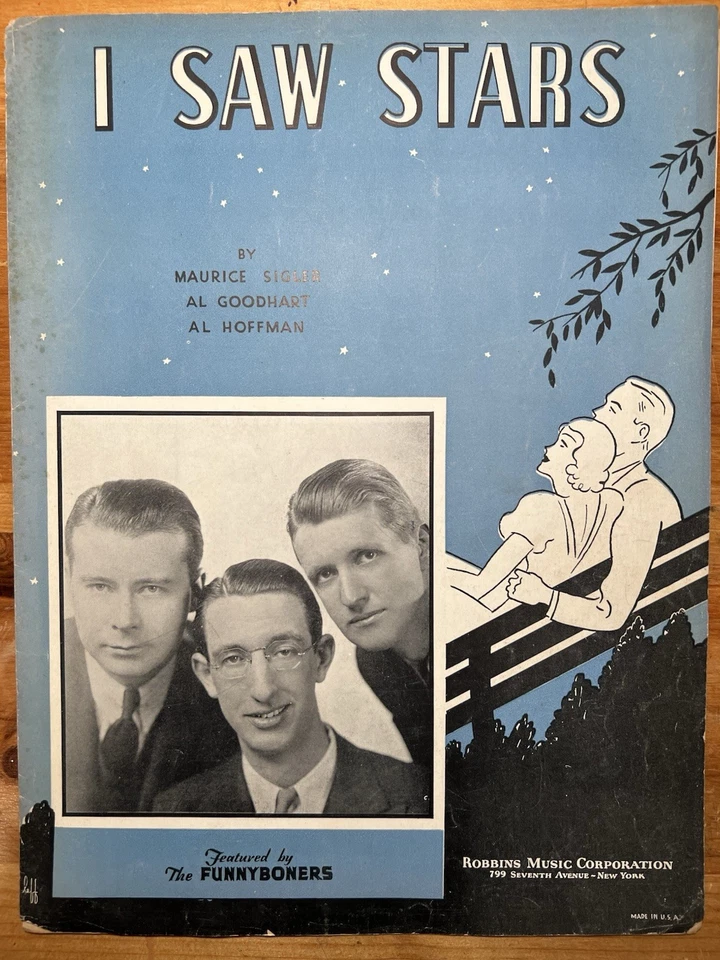 I SAW STARS
BY
MAURICE SIGLER
AL GOODHART
AL HOFFMAN
Featured by
The FUNNYBONERS
ROBBINS MUSIC CORPORATION
799 SEVENTH AVENUE - NEW YORK
MADE IN U.S.A.
leff